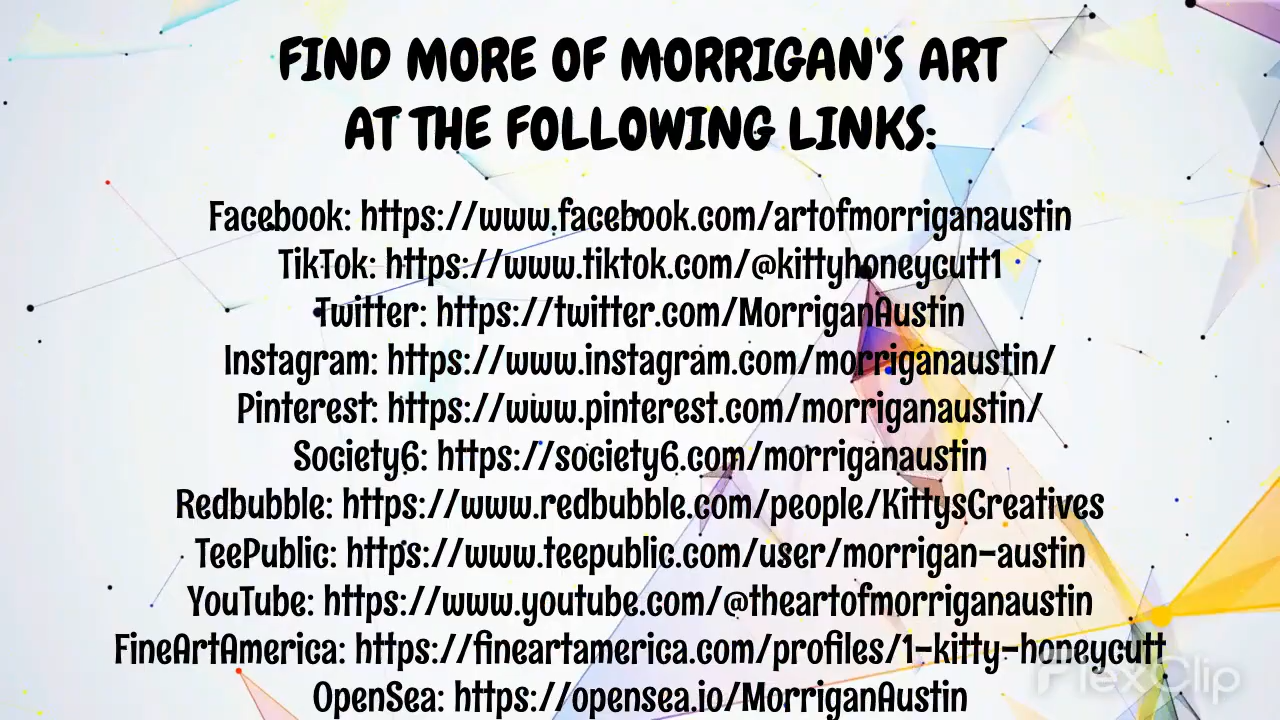 FIND MORE OF MORRIGAN'S ART
AT THE FOLLOWING LINKS:
Facebook: https://www.facebook.com/artofmorriganaustin
TikTok: https://www.tiktok.com/@kittyhoneycutt1
Twitter: https://twitter.com/MorriganAustin
Instagram: https://www.instagram.com/morriganaustin/
Pinterest: https://www.pinterest.com/morriganaustin/
Society6: https://society6.com/morriganaustin
Redbubble: https://www.redbubble.com/people/KittysCreatives
TeePublic: https://www.teepublic.com/user/morrigan-austin
YouTube: https://www.youtube.com/@theartofmorriganaustin
FineArtAmerica: https://fineartamerica.com/profiles/1-kitty-honeycutt
FlexClip
OpenSea: https://opensea.io/MorriganAustin